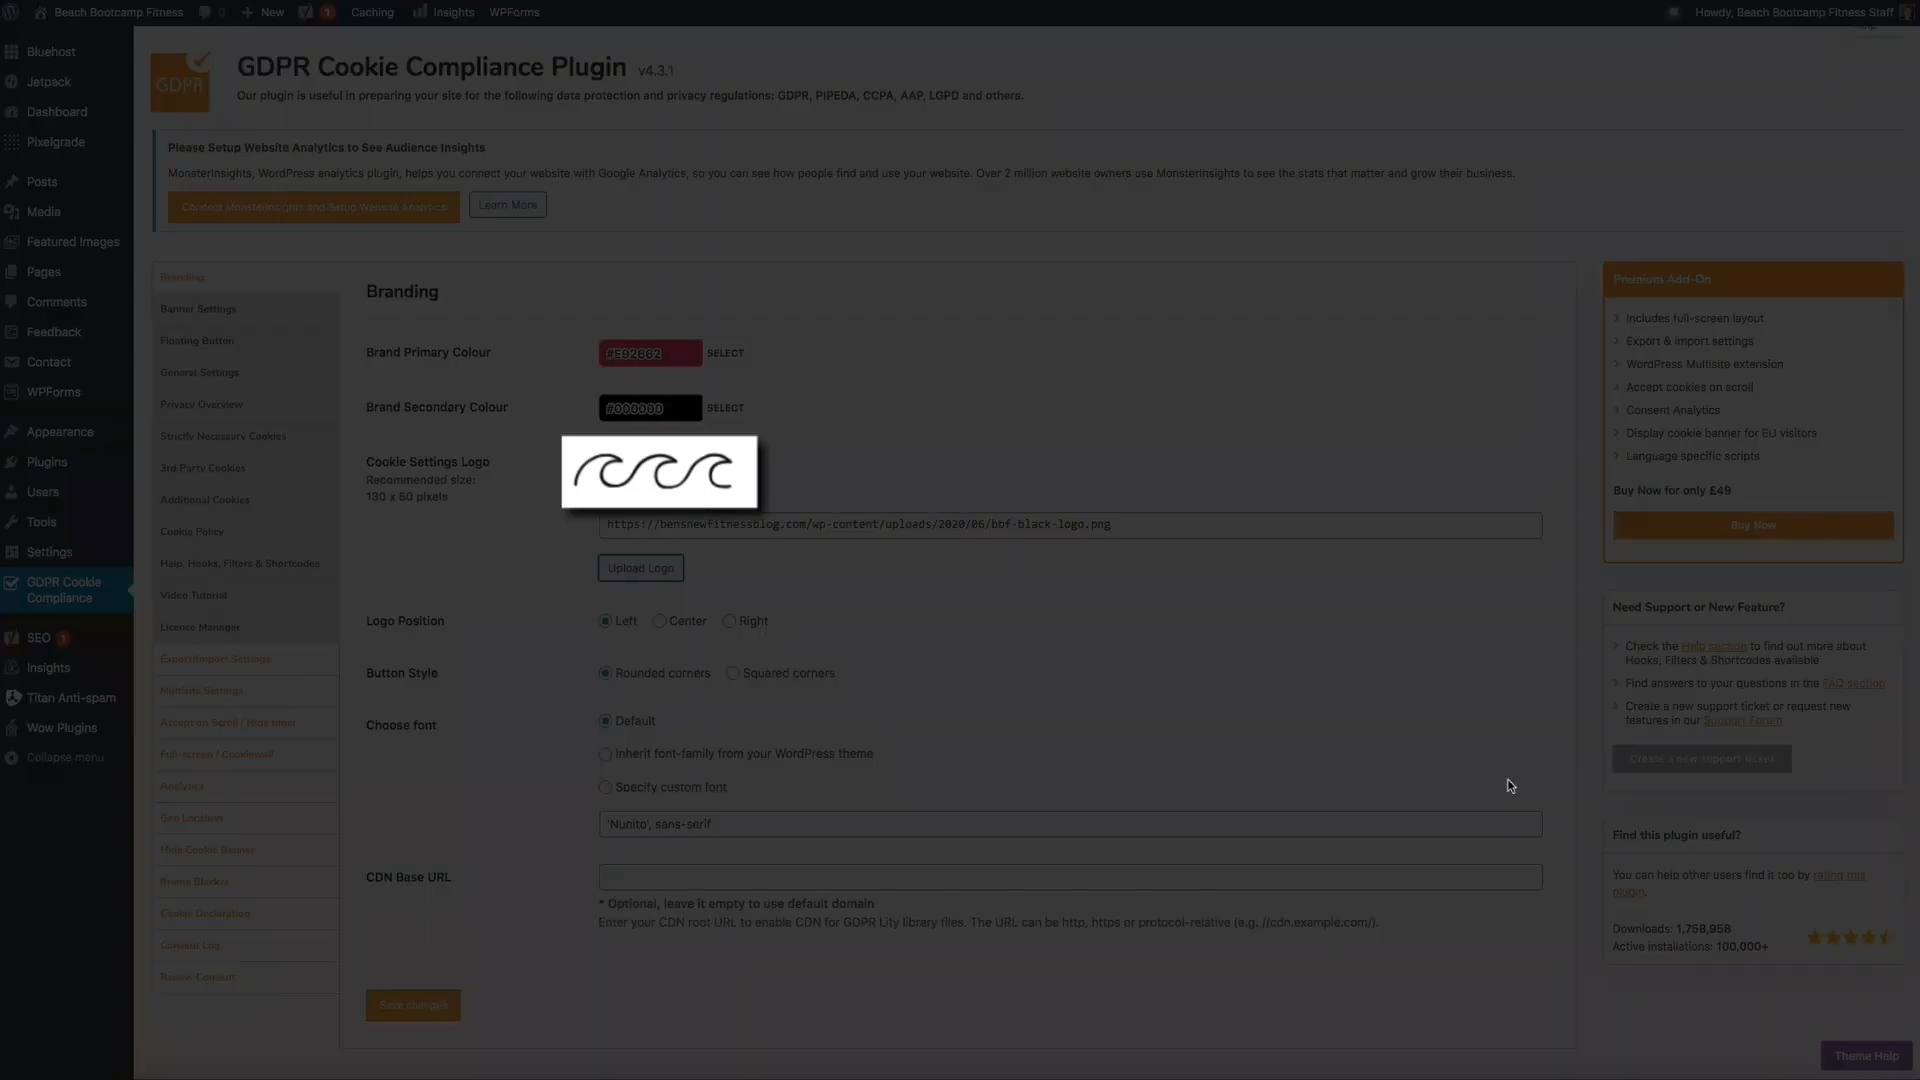 Beach Bootcamp Fitness
0
New
1
Caching
Insights
WPForms
Howdy, Beach Bootcamp Fitness Staff
Bluehost
Jetpack
Dashboard
Pixelgrade
Posts
Media
Featured Images
Pages
Comments
Feedback
Contact
WPForms
Appearance
Plugins
Users
Tools
Settings
GDPR Cookie
Compliance
SEO 1
Insights
Titan Anti-spam
Wow Plugins
Collapse menu
GDPR
GDPR Cookie Compliance Plugin v4.3.1
Our plugin is useful in preparing your site for the following data protection and privacy regulations: GDPR, PIPEDA, CCPA, AAP, LGPD and others.
Please Setup Website Analytics to See Audience Insights
MonsterInsights, WordPress analytics plugin, helps you connect your website with Google Analytics, so you can see how people find and use your website. Over 2 million website owners use MonsterInsights to see the stats that matter and grow their business.
Connect MonsterInsights and Setup Website Analytics
Learn More
Branding
Banner Settings
Floating Button
General Settings
Privacy Overview
Strictly Necessary Cookies
3rd Party Cookies
Additional Cookies
Cookie Policy
Help, Hooks, Filters & Shortcodes
Video Tutorial
Licence Manager
Export/Import Settings
Multisite Settings
Accept on Scroll / Hide timer
Full-screen / Cookiewall
Analytics
Geo Location
Hide Cookie Banner
Iframe Blocker
Cookie Declaration
Consent Log
Renew Consent
Branding
Brand Primary Colour
#E92662
SELECT
Brand Secondary Colour
#000000
SELECT
Cookie Settings Logo
Recommended size:
130 x 50 pixels
https://bensnewfitnessblog.com/wp-content/uploads/2020/06/bbf-black-logo.png
Upload Logo
Logo Position
Left
Center
Right
Button Style
Rounded corners
Squared corners
Choose font
Default
Inherit font-family from your WordPress theme
Specify custom font
'Nunito', sans-serif
CDN Base URL
* Optional, leave it empty to use default domain
Enter your CDN root URL to enable CDN for GDPR Lity library files. The URL can be http, https or protocol-relative (e.g. //cdn.example.com/).
Save changes
Premium Add-On
Includes full-screen layout
Export & import settings
WordPress Multisite extension
Accept cookies on scroll
Consent Analytics
Display cookie banner for EU visitors
Language specific scripts
Buy Now for only £49
Buy Now
Need Support or New Feature?
Check the Help section to find out more about
Hooks, Filters & Shortcodes available
Find answers to your questions in the FAQ section
Create a new support ticket or request new
features in our Support Forum
Create a new support ticket
Find this plugin useful?
You can help other users find it too by rating this
plugin.
Downloads: 1,758,958
Active installations: 100,000+
Theme Help